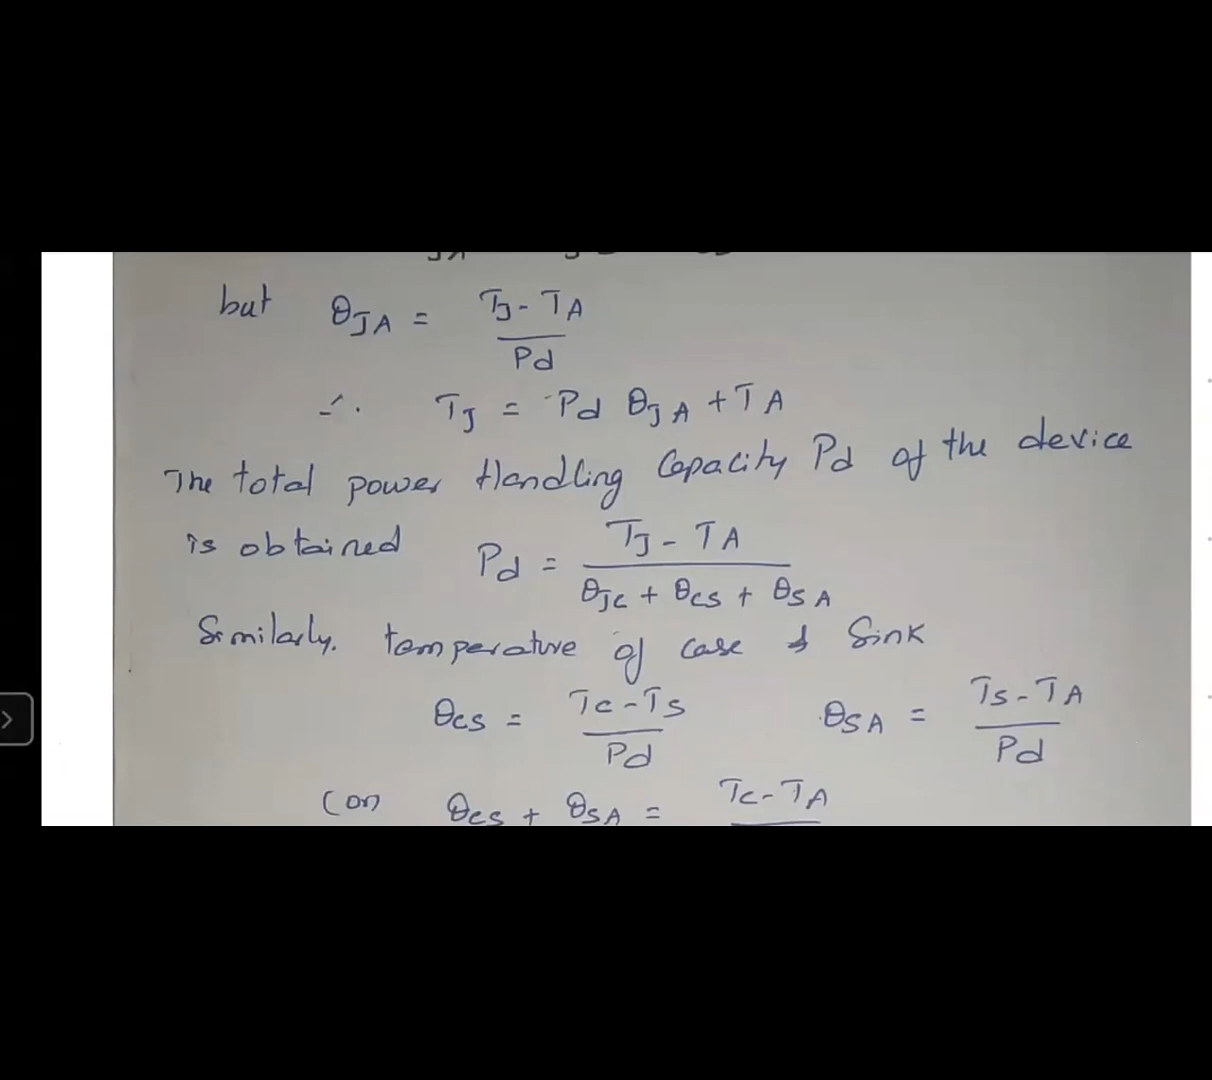 but θJA = TJ - TA / Pd
∴ TJ = Pd θJA + TA
The total power Handling Capacity Pd of the device
is obtained Pd = TJ - TA / θJC + θCS + θSA
Similarly. temperature of case & Sink
θCS = TC - TS / Pd θSA = TS - TA / Pd
(or) θCS + θSA = TC - TA